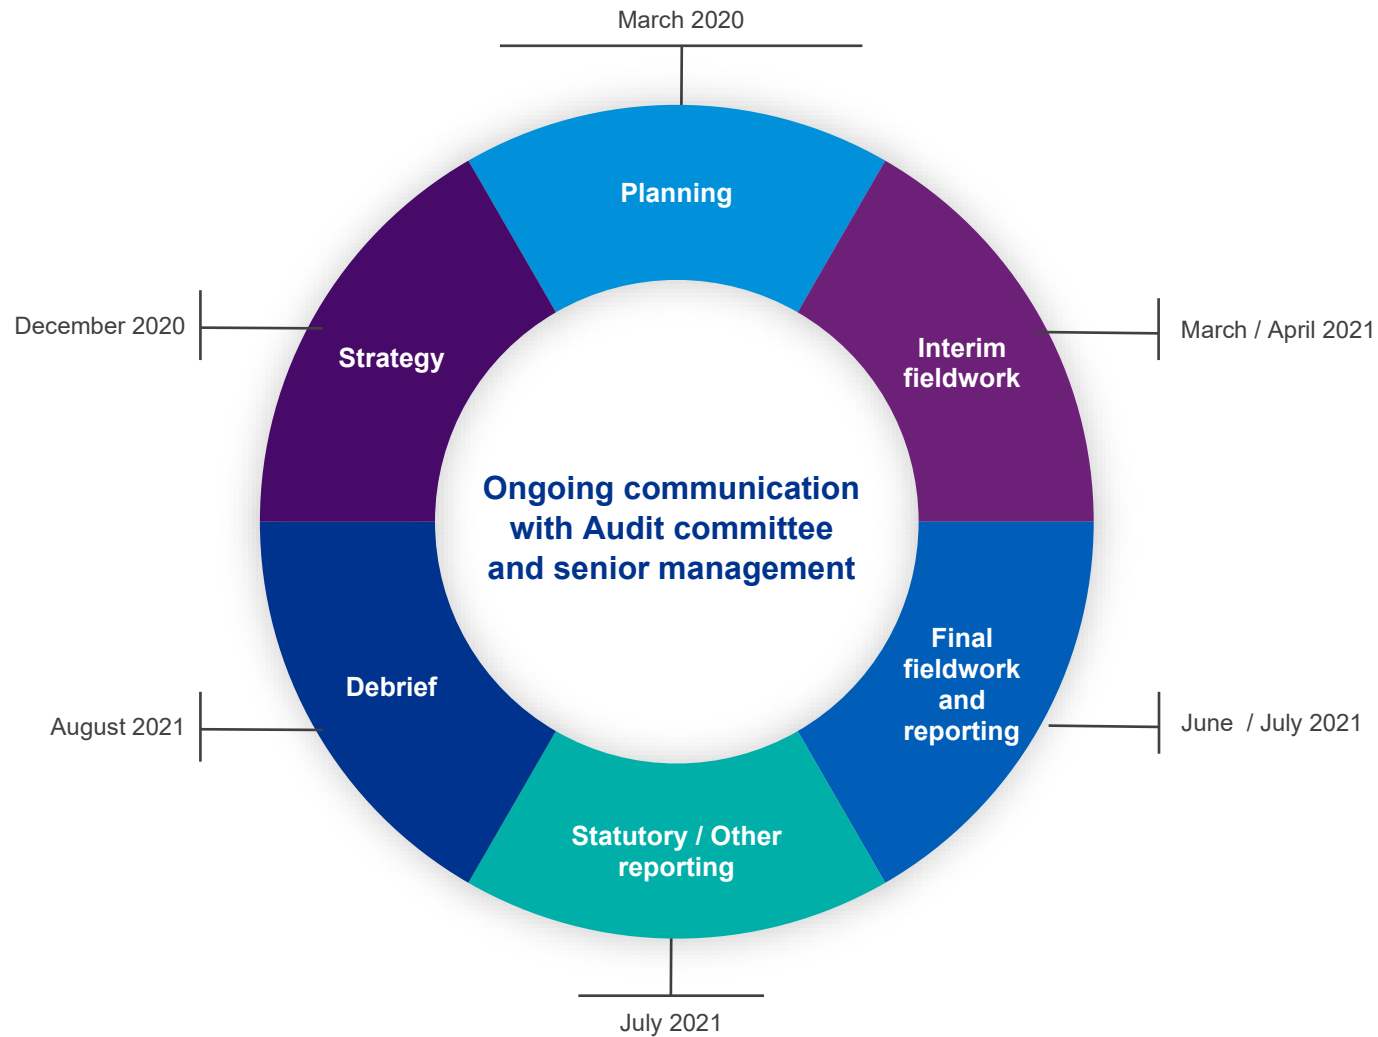 March 2020
Planning
December 2020
Strategy
Interim
fieldwork
March / April 2021
Ongoing communication
with Audit committee
and senior management
Final
fieldwork
and
reporting
June / July 2021
Debrief
August 2021
Statutory / Other
reporting
July 2021